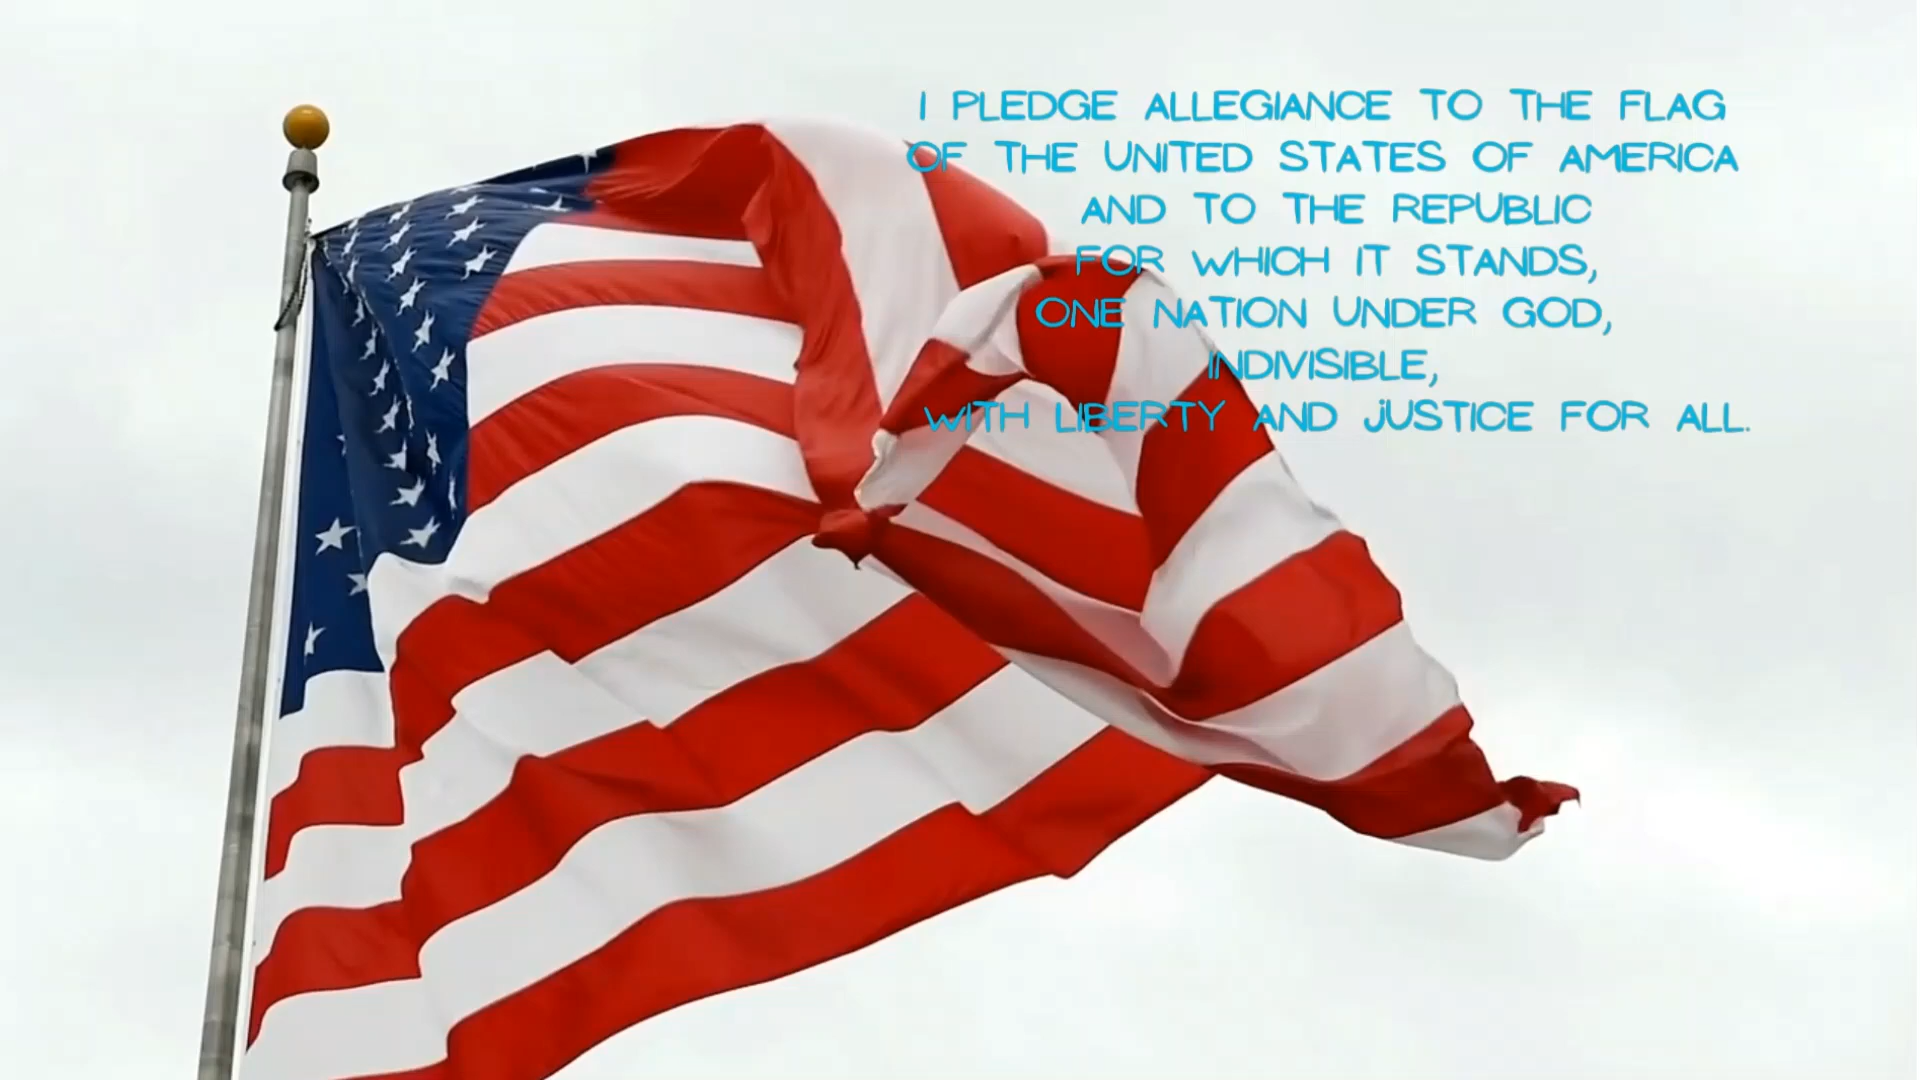 I PLEDGE ALLEGIANCE TO THE FLAG
OF THE UNITED STATES OF AMERICA
AND TO THE REPUBLIC
FOR WHICH IT STANDS,
ONE NATION UNDER GOD,
INDIVISIBLE,
WITH LIBERTY AND JUSTICE FOR ALL.